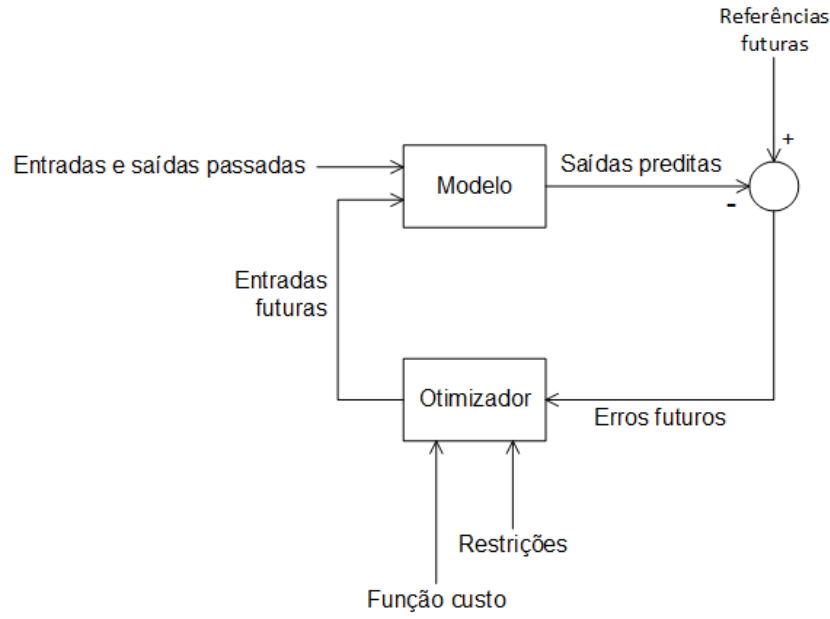 Referências
futuras
+
Entradas e saídas passadas
Modelo
Saídas preditas
-
Entradas
futuras
Otimizador
Erros futuros
Restrições
Função custo